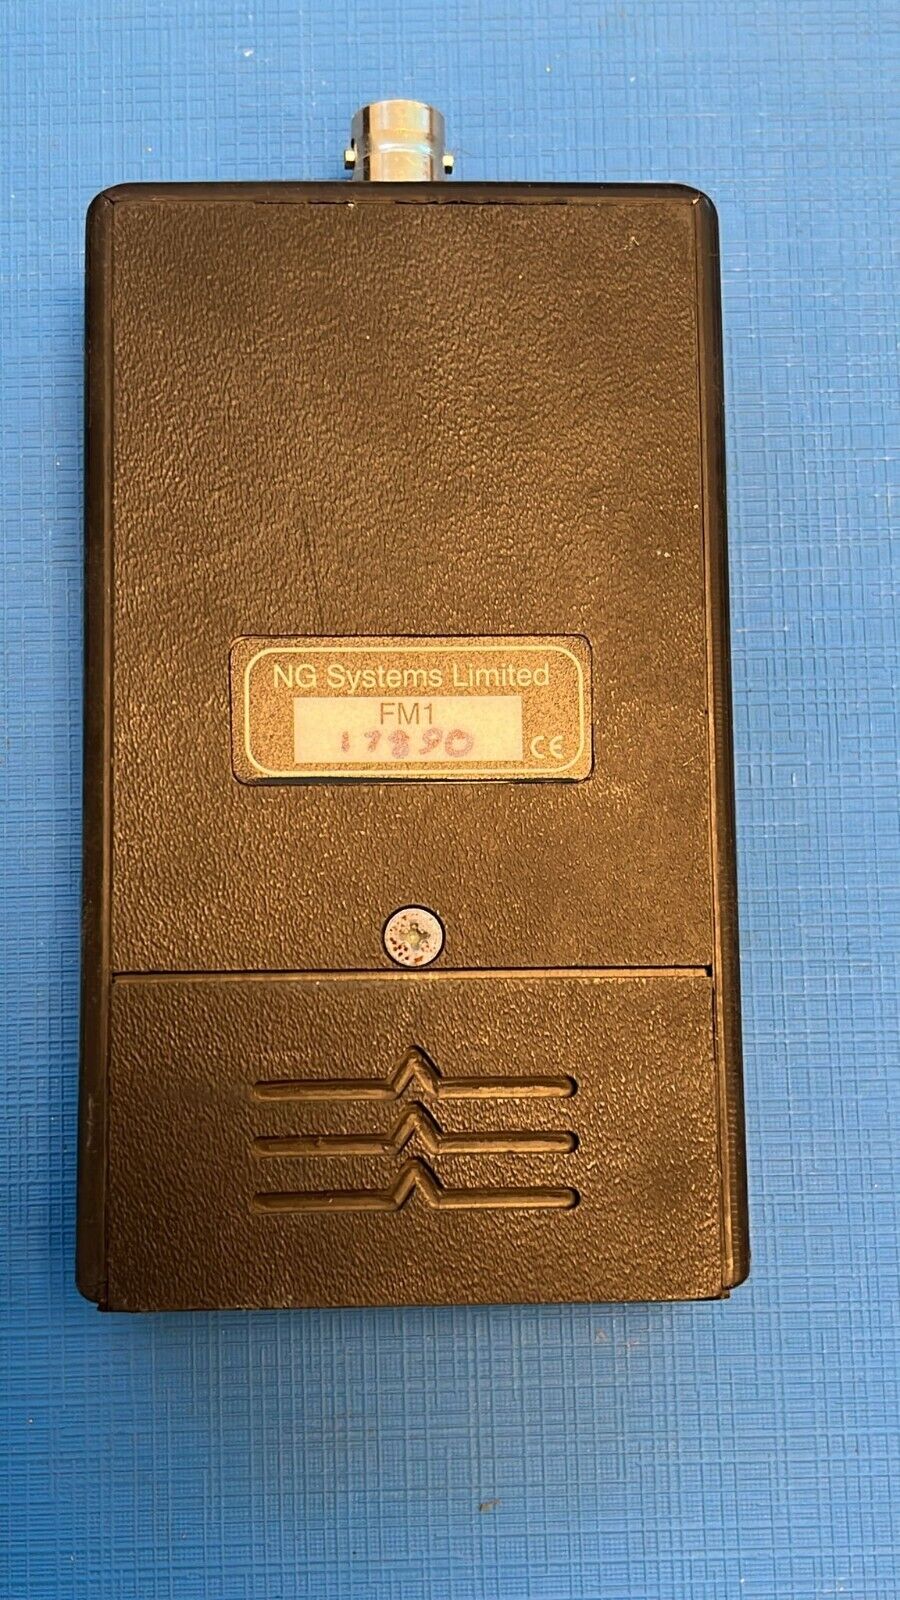 NG Systems Limited
FM1
17890
CE